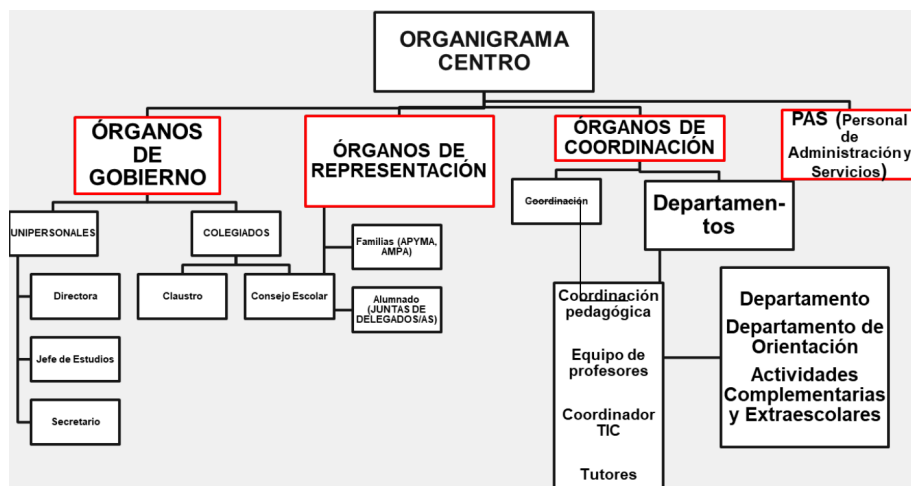 ORGANIGRAMA
CENTRO
ÓRGANOS
DE
GOBIERNO
ÓRGANOS DE
REPRESENTACIÓN
ÓRGANOS DE
COORDINACIÓN
PAS (Personal
de
Administración y
Servicios)
UNIPERSONALES
COLEGIADOS
Directora
Jefe de Estudios
Secretario
Claustro
Consejo Escolar
Familias (APYMA,
AMPA)
Alumnado
(JUNTAS DE
DELEGADOS/AS)
Coordinación
Departamen-
tos
Coordinación
pedagógica
Equipo de
profesores
Coordinador
TIC
Tutores
Departamento
Departamento de
Orientación
Actividades
Complementarias
y Extraescolares